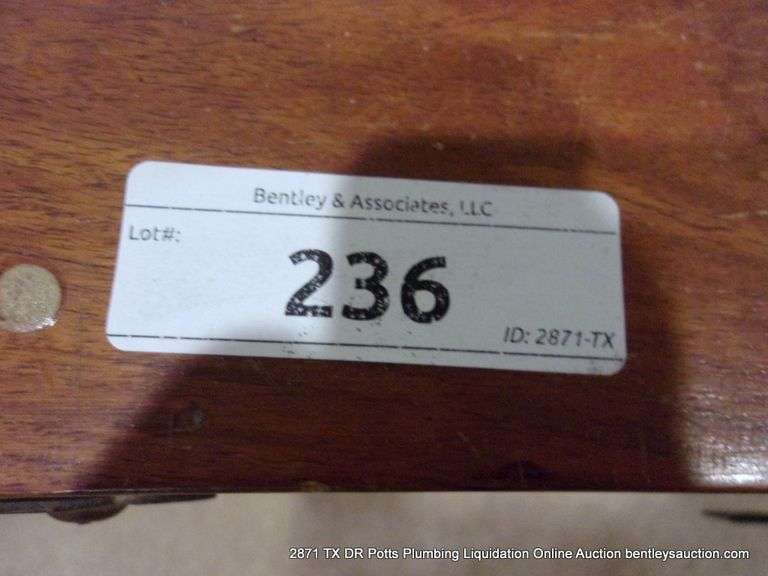 Bentley & Associates, LLC
Lot#:
236
ID: 2871-TX
2871 TX DR Potts Plumbing Liquidation Online Auction bentleysauction.com